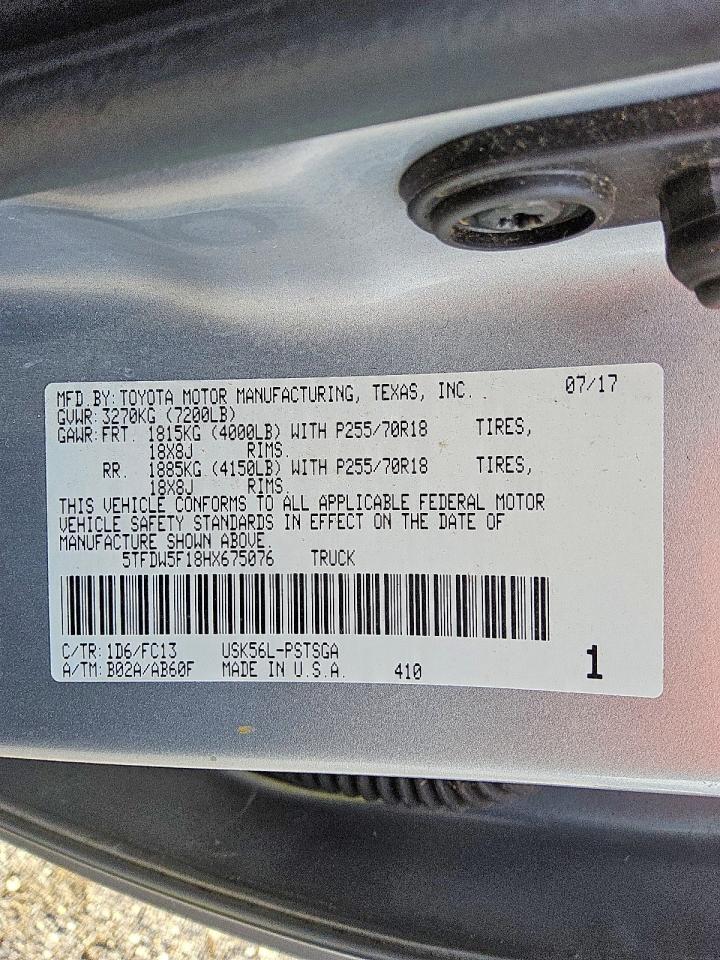 MFD.BY:TOYOTA MOTOR MANUFACTURING, TEXAS, INC. 07/17
GVWR:3270KG (7200LB)
GAWR:FRT. 1815KG (4000LB) WITH P255/70R18 TIRES,
18X8J RIMS.
RR. 1885KG (4150LB) WITH P255/70R18 TIRES,
18X8J RIMS.
THIS VEHICLE CONFORMS TO ALL APPLICABLE FEDERAL MOTOR
VEHICLE SAFETY STANDARDS IN EFFECT ON THE DATE OF
MANUFACTURE SHOWN ABOVE.
5TFDW5F18HX675076 TRUCK
C/TR:1D6/FC13 USK56L-PSTSGA
A/TM:B02A/AB60F MADE IN U.S.A. 410 1